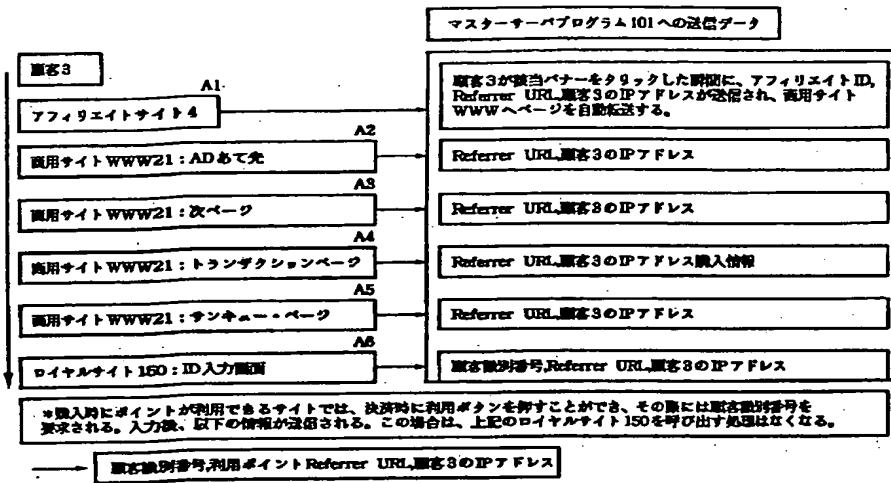 マスターサーバプログラム101への送信データ
顧客3
A1
アフィリエイトサイト4
顧客3が該当バナーをクリックした瞬間に、アフィリエイトID,
Referrer URL,顧客3のIPアドレスが送信され、商用サイト
WWWへページを自動転送する。
A2
商用サイトWWW21：ADあて先
Referrer URL,顧客3のIPアドレス
A3
商用サイトWWW21：次ページ
Referrer URL,顧客3のIPアドレス
A4
商用サイトWWW21：トランザクションページ
Referrer URL,顧客3のIPアドレス購入情報
A5
商用サイトWWW21：サンキュー・ページ
Referrer URL,顧客3のIPアドレス
A6
ロイヤルサイト150：ID入力画面
顧客識別番号,Referrer URL,顧客3のIPアドレス
*購入時にポイントが利用できるサイトでは、決済時に利用ボタンを押すことができ、その際には顧客識別番号を
要求される。入力後、以下の情報が送信される。この場合は、上記のロイヤルサイト150を呼び出す処理はなくなる。
顧客識別番号,利用ポイントReferrer URL,顧客3のIPアドレス